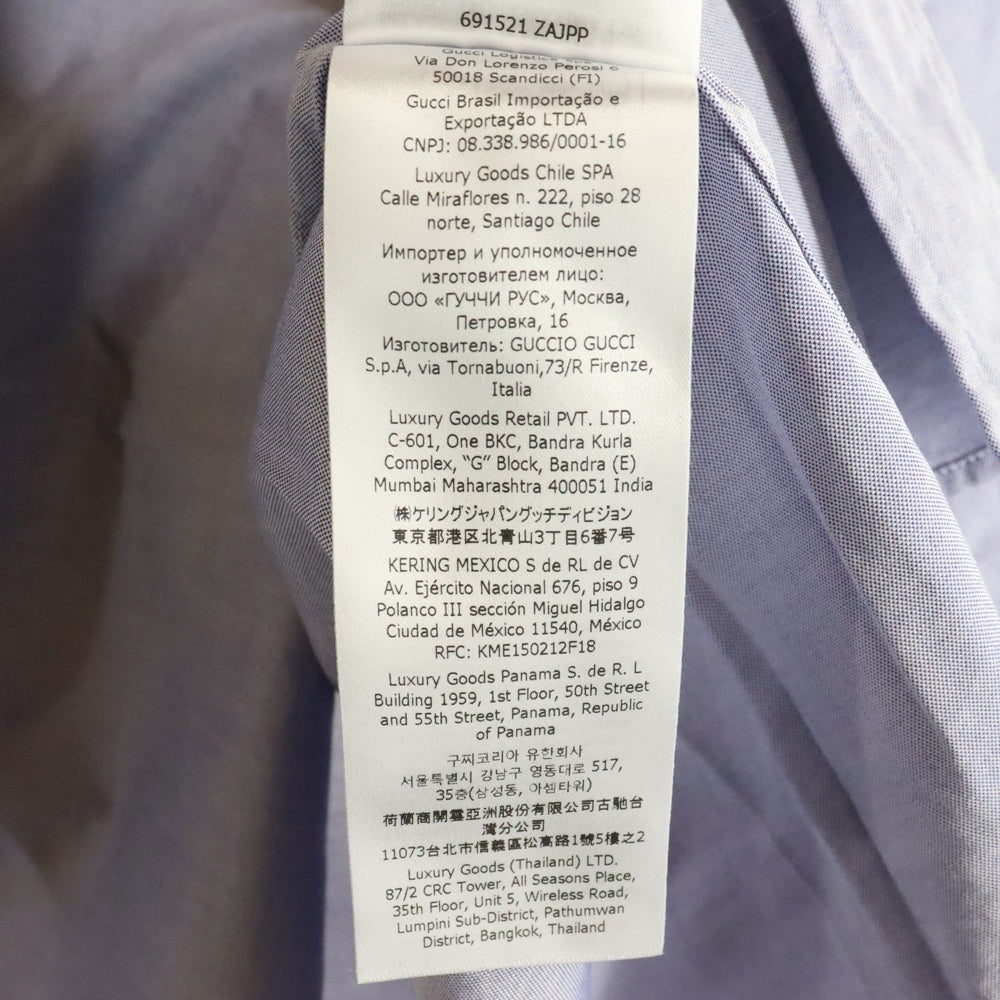 691521 ZAJPP
Gucci Logistica
Via Don Lorenzo Perosi 6
50018 Scandicci (FI)
Gucci Brasil Importação e
Exportação LTDA
CNPJ: 08.338.986/0001-16
Luxury Goods Chile SPA
Calle Miraflores n. 222, piso 28
norte, Santiago Chile
Импортер и уполномоченное
изготовителем лицо:
ООО «ГУЧЧИ РУС», Москва,
Петровка, 16
Изготовитель: GUCCIO GUCCI
S.p.A, via Tornabuoni,73/R Firenze,
Italia
Luxury Goods Retail PVT. LTD.
C-601, One BKC, Bandra Kurla
Complex, “G” Block, Bandra (E)
Mumbai Maharashtra 400051 India
㈱ケリングジャパングッチディビジョン
東京都港区北青山3丁目6番7号
KERING MEXICO S de RL de CV
Av. Ejército Nacional 676, piso 9
Polanco III sección Miguel Hidalgo
Ciudad de México 11540, México
RFC: KME150212F18
Luxury Goods Panama S. de R. L
Building 1959, 1st Floor, 50th Street
and 55th Street, Panama, Republic
of Panama
구찌코리아 유한회사
서울특별시 강남구 영동대로 517,
35층(삼성동, 아셈타워)
荷蘭商開雲亞洲股份有限公司古馳台
灣分公司
11073台北市信義區松高路1號5樓之2
Luxury Goods (Thailand) LTD.
87/2 CRC Tower, All Seasons Place,
35th Floor, Unit 5, Wireless Road,
Lumpini Sub-District, Pathumwan
District, Bangkok, Thailand